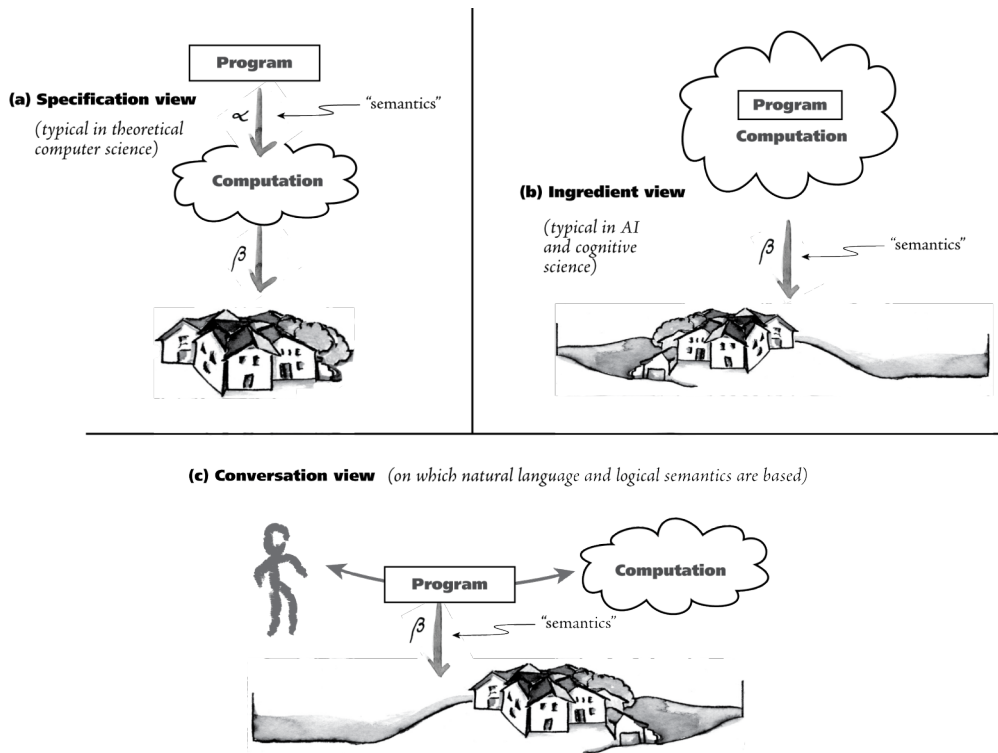 Program
(a) Specification view
“semantics”
α
(typical in theoretical
computer science)
Computation
β
Program
Computation
(b) Ingredient view
(typical in AI
and cognitive
science)
β
“semantics”
(c) Conversation view (on which natural language and logical semantics are based)
Program
Computation
β
“semantics”